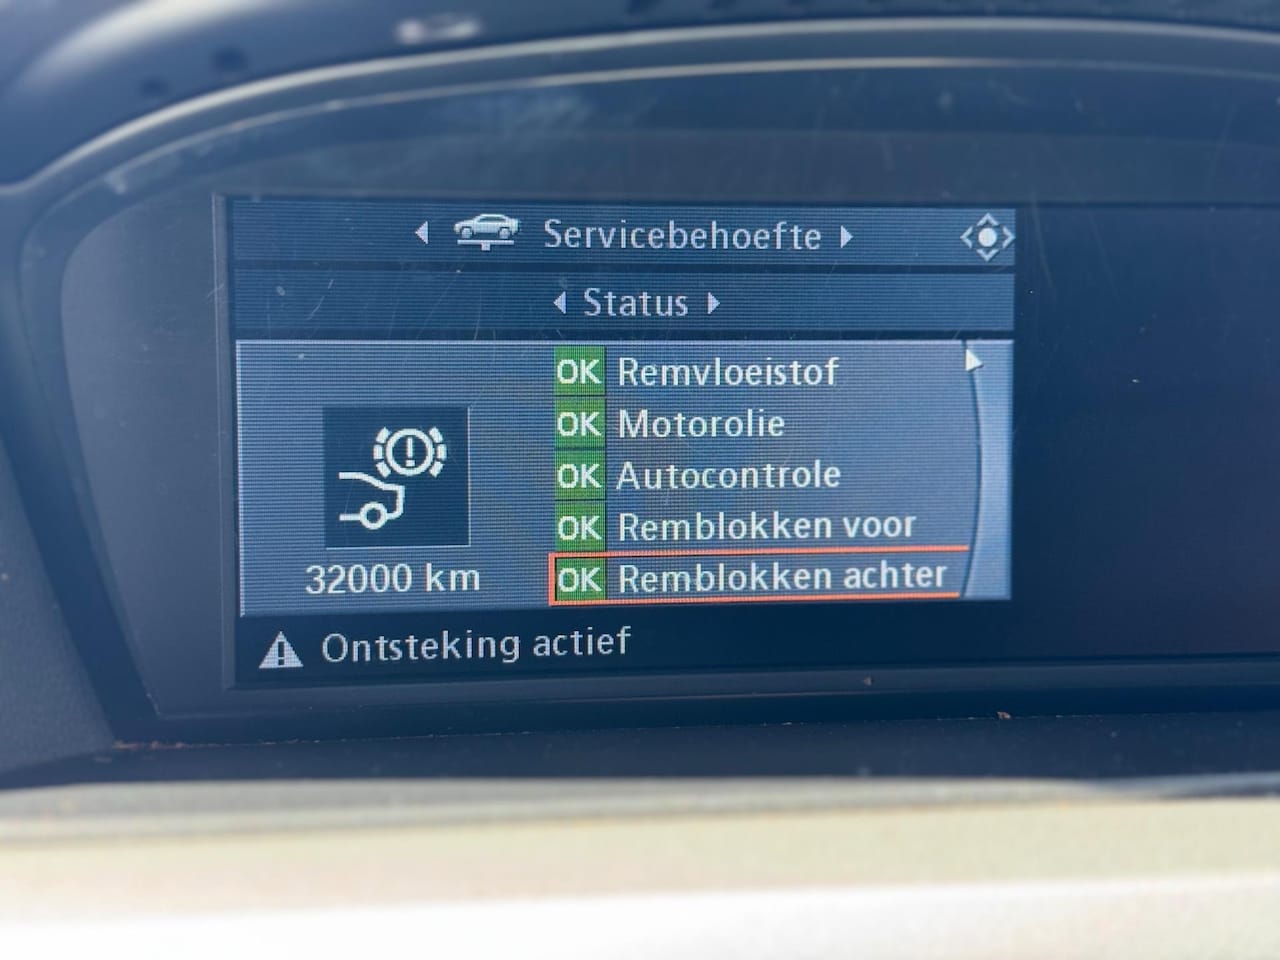 Servicebehoefte
Status
OK Remvloeistof
OK Motorolie
OK Autocontrole
OK Remblokken voor
OK Remblokken achter
32000 km
Ontsteking actief